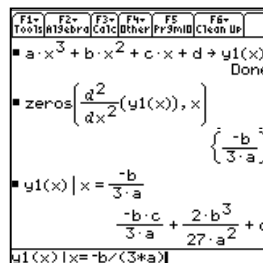 F1▾ F2▾ F3▾ F4▾ F5 F6▾
Tools Algebra Calc Other PrgmIO Clean Up
▪ a·x³ + b·x² + c·x + d → y1(x)
Done
▪ zeros(d²/dx²(y1(x)), x)
{-b/(3·a)}
▪ y1(x) | x = -b/(3·a)
-b·c/(3·a) + 2·b³/(27·a²) + d
y1(x)|x=-b/(3*a)